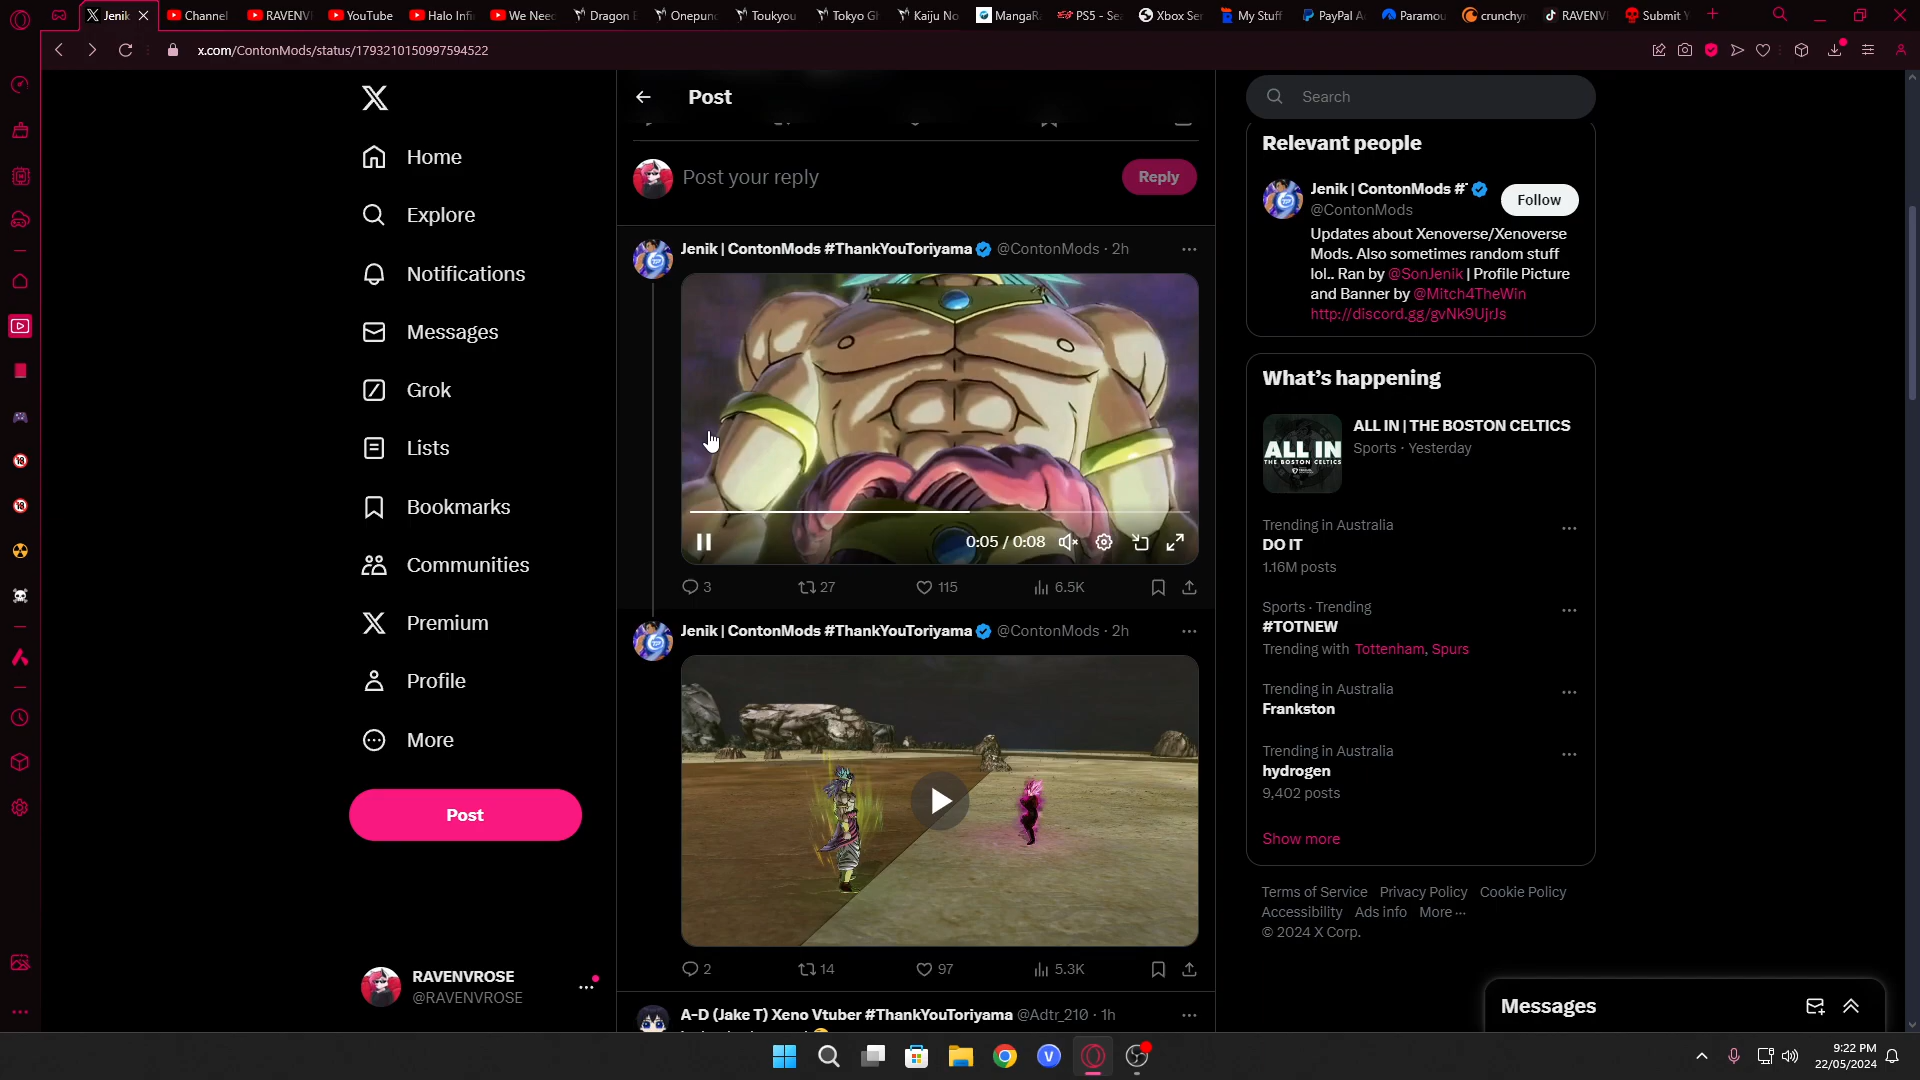 Jenik
Channel
RAVENV
YouTube
Halo Infi
We Need
Dragon
Onepunc
Toukyou
Tokyo G
Kaiju No
MangaR
PS5 - Se
Xbox Ser
My Stuff
PayPal A
Paramou
crunchyr
RAVENV
Submit Y
x.com/ContonMods/status/1793210150997594522
Home
Explore
Notifications
Messages
Grok
Lists
Bookmarks
Communities
Premium
Profile
More
Post
RAVENVROSE
@RAVENVROSE
Post
Post your reply
Reply
Jenik | ContonMods #ThankYouToriyama @ContonMods · 2h
0:05 / 0:08
3 27 115 6.5K
Jenik | ContonMods #ThankYouToriyama @ContonMods · 2h
2 14 97 5.3K
A-D (Jake T) Xeno Vtuber #ThankYouToriyama @Adtr_210 · 1h
Search
Relevant people
Jenik | ContonMods #
@ContonMods
Follow
Updates about Xenoverse/Xenoverse
Mods. Also sometimes random stuff
lol.. Ran by @SonJenik | Profile Picture
and Banner by @Mitch4TheWin
http://discord.gg/gvNk9UjrJs
What's happening
ALL IN
THE BOSTON CELTICS
ALL IN | THE BOSTON CELTICS
Sports · Yesterday
Trending in Australia
DO IT
1.16M posts
Sports · Trending
#TOTNEW
Trending with Tottenham, Spurs
Trending in Australia
Frankston
Trending in Australia
hydrogen
9,402 posts
Show more
Terms of Service Privacy Policy Cookie Policy
Accessibility Ads info More ···
© 2024 X Corp.
Messages
9:22 PM
22/05/2024